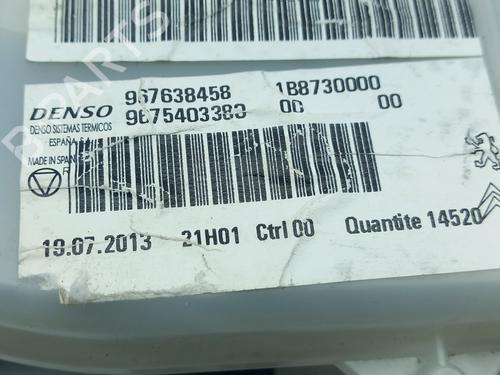 DENSO 967638458 1B8730000
DENSO SISTEMAS TERMICOS 9675403380 00 00
ESPAÑA
MADE IN SPAIN
R
19.07.2013 21H01 Ctrl 00 Quantite 14520
B PARTS